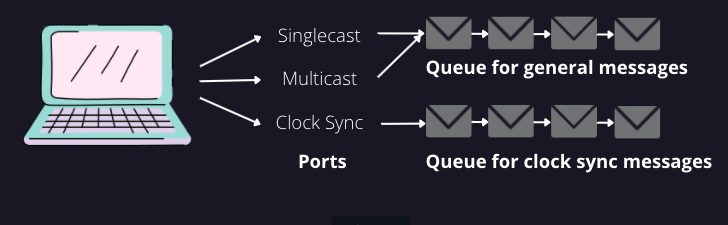 Singlecast
Multicast
Queue for general messages
Clock Sync
Ports
Queue for clock sync messages